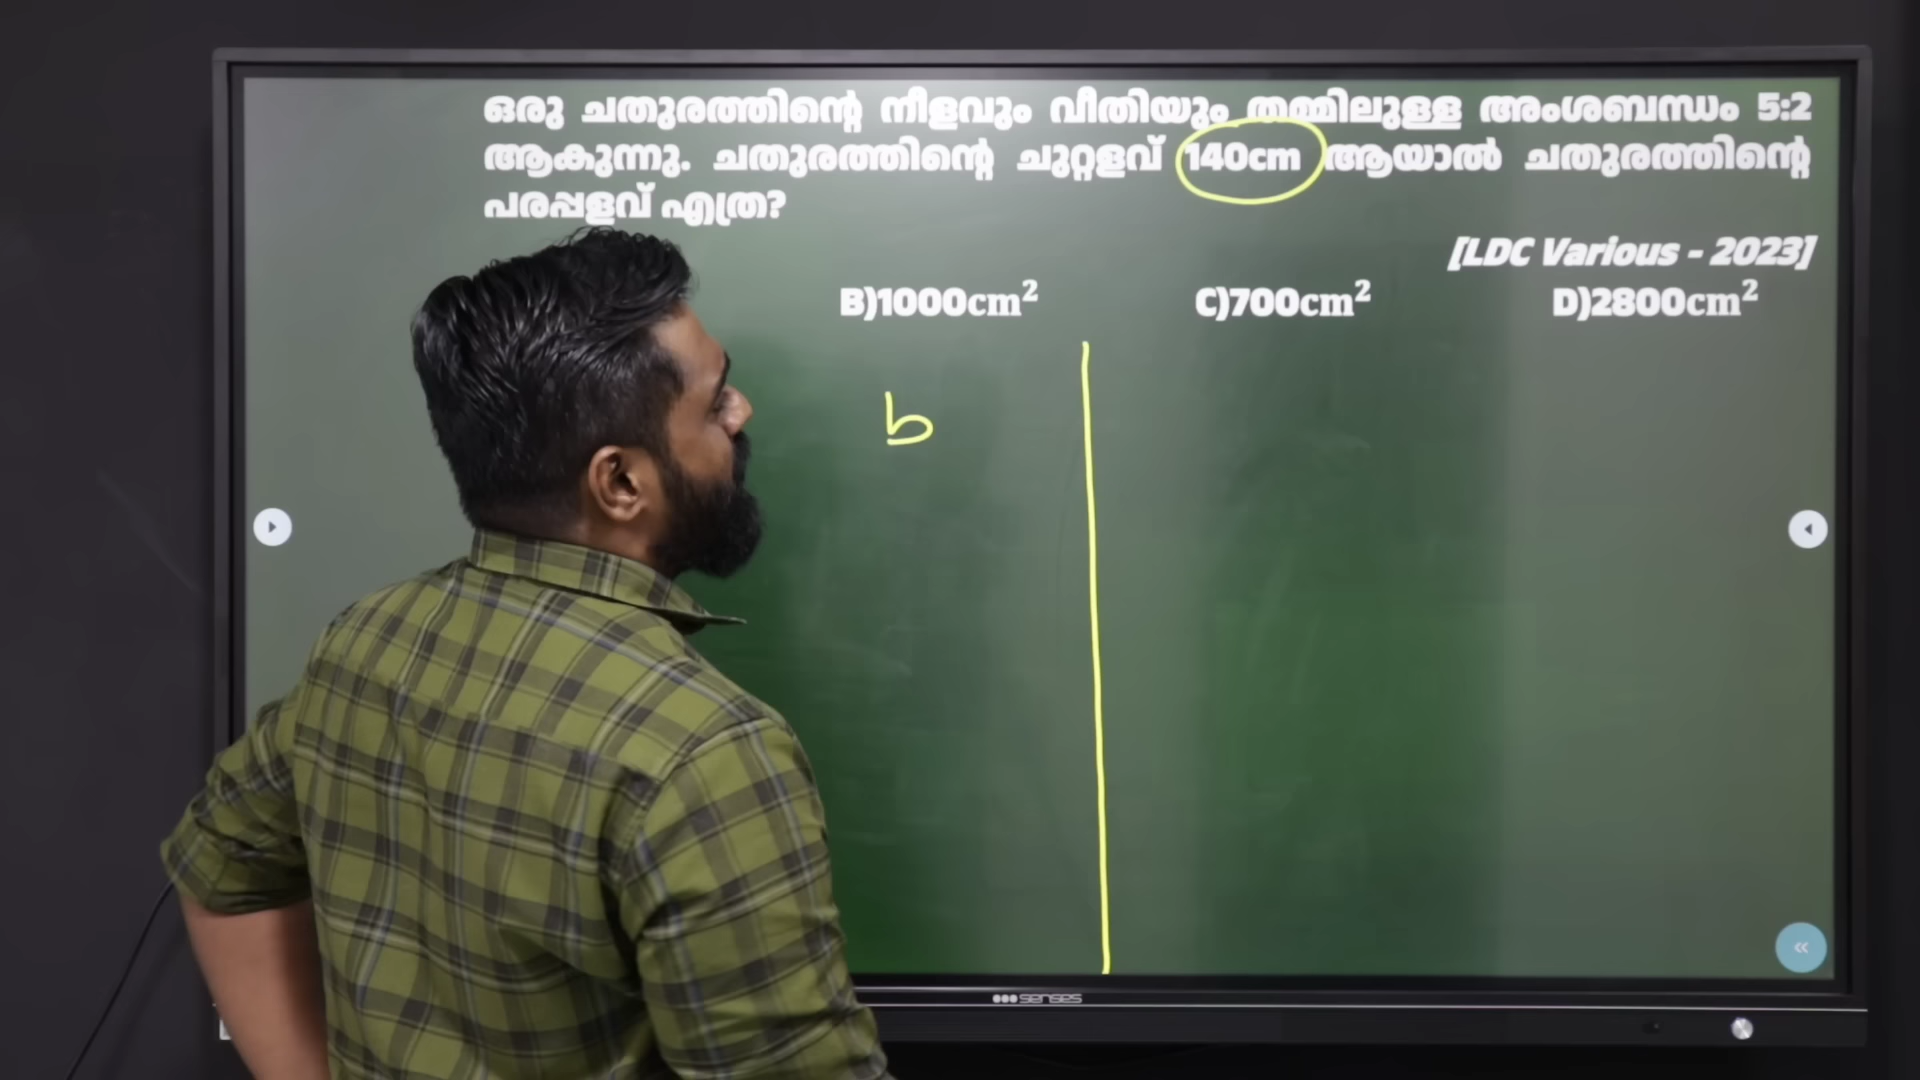 ഒരു ചതുരത്തിന്റെ നീളവും വീതിയും തമ്മിലുള്ള അംശബന്ധം 5:2
ആകുന്നു. ചതുരത്തിന്റെ ചുറ്റളവ് 140cm ആയാൽ ചതുരത്തിന്റെ
പരപ്പളവ് എത്ര?
[LDC Various - 2023]
B)1000cm² C)700cm² D)2800cm²
b
senses